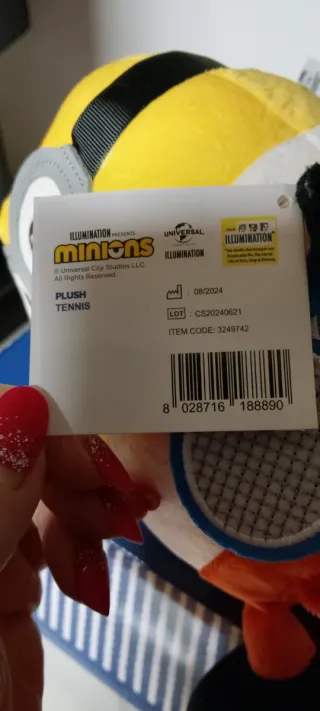 ILLUMINATION PRESENTS
minions
© Universal City Studios LLC.
All Rights Reserved.
UNIVERSAL
ILLUMINATION
ILLUMINATION
PLUSH
TENNIS
: 08/2024
LOT : CS20240621
ITEM CODE: 3249742
8 028716 188890